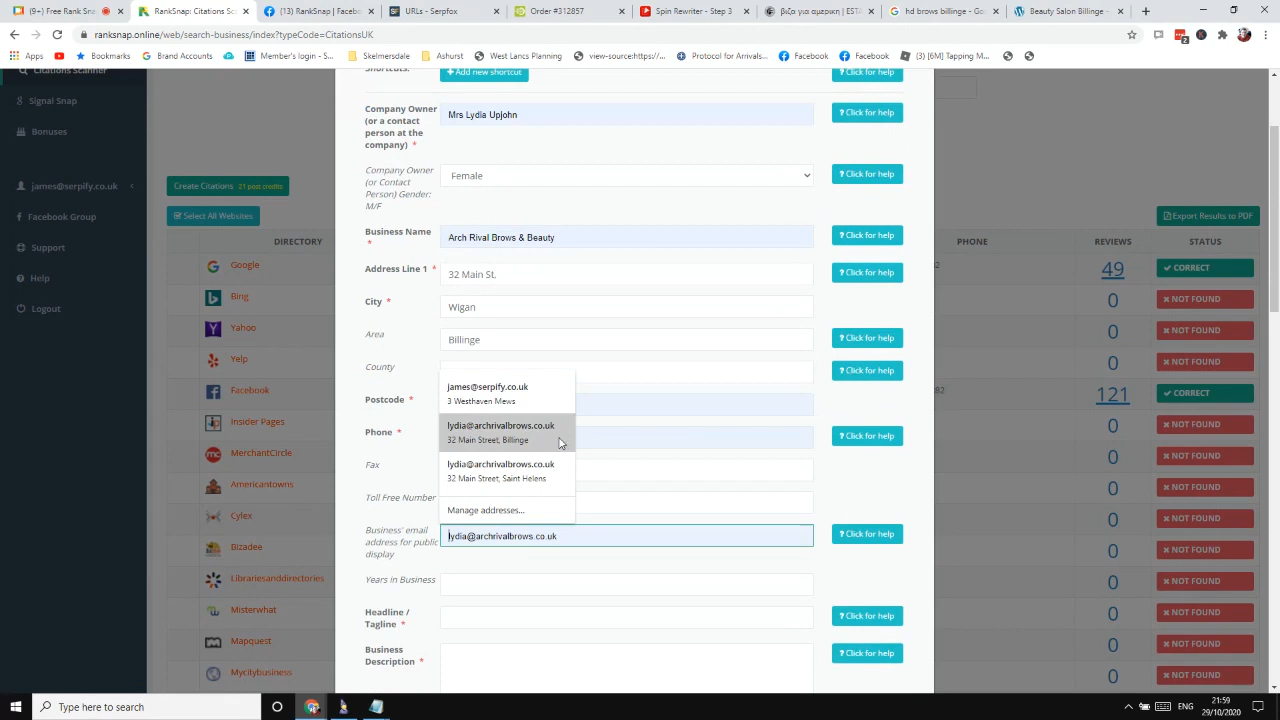 RankSnap - Citations Sc
(13) RankSnap | Faceboo
URLs - Serpfox
Order #312857
Spin Rewriter - Step 3
hd brows billinge - Goo
Beauty Salon Billinge -
ranksnap.com/web/search-business/index?typeCode=CitationsUK
Apps
(8) YouTube
Google
Brand Accounts
Member's login - S...
Skelmersdale
Ashurst
West Lancs Planning
view-source:https://...
Protocol for Arrivals...
Facebook
Facebook
(3) [6M] Tapping M...
2
Citations Scanner
Signal Snap
Bonuses
james@serpify.co.uk
Facebook Group
Support
Help
Logout
Create Citations 21 post credits
Select All Websites
Export Results to PDF
DIRECTORY
PHONE
REVIEWS
STATUS
Google
49
CORRECT
Bing
0
NOT FOUND
Yahoo
0
NOT FOUND
Yelp
0
NOT FOUND
Facebook
121
CORRECT
Insider Pages
0
NOT FOUND
MerchantCircle
0
NOT FOUND
Americantowns
0
NOT FOUND
Cylex
0
NOT FOUND
Bizadee
0
NOT FOUND
Librariesanddirectories
0
NOT FOUND
Misterwhat
0
NOT FOUND
Mapquest
0
NOT FOUND
Mycitybusiness
0
NOT FOUND
Shortcuts:
+ Add new shortcut
? Click for help
Company Owner
(or a contact
person at the
company) *
Mrs Lydia Upjohn
? Click for help
Company Owner
(or Contact
Person) Gender:
M/F
Female
? Click for help
Business Name
*
Arch Rival Brows & Beauty
? Click for help
Address Line 1 *
32 Main St,
? Click for help
City *
Wigan
Area
Billinge
? Click for help
County
? Click for help
Postcode *
Phone *
? Click for help
Fax
Toll Free Number
james@serpify.co.uk
3 Westhaven Mews
lydia@archrivalbrows.co.uk
32 Main Street, Billinge
lydia@archrivalbrows.co.uk
32 Main Street, Saint Helens
Manage addresses...
Business' email
address for public
display
lydia@archrivalbrows.co.uk
? Click for help
Years in Business
Headline /
Tagline *
? Click for help
Business
Description *
? Click for help
Type here to search
21:59
29/10/2020